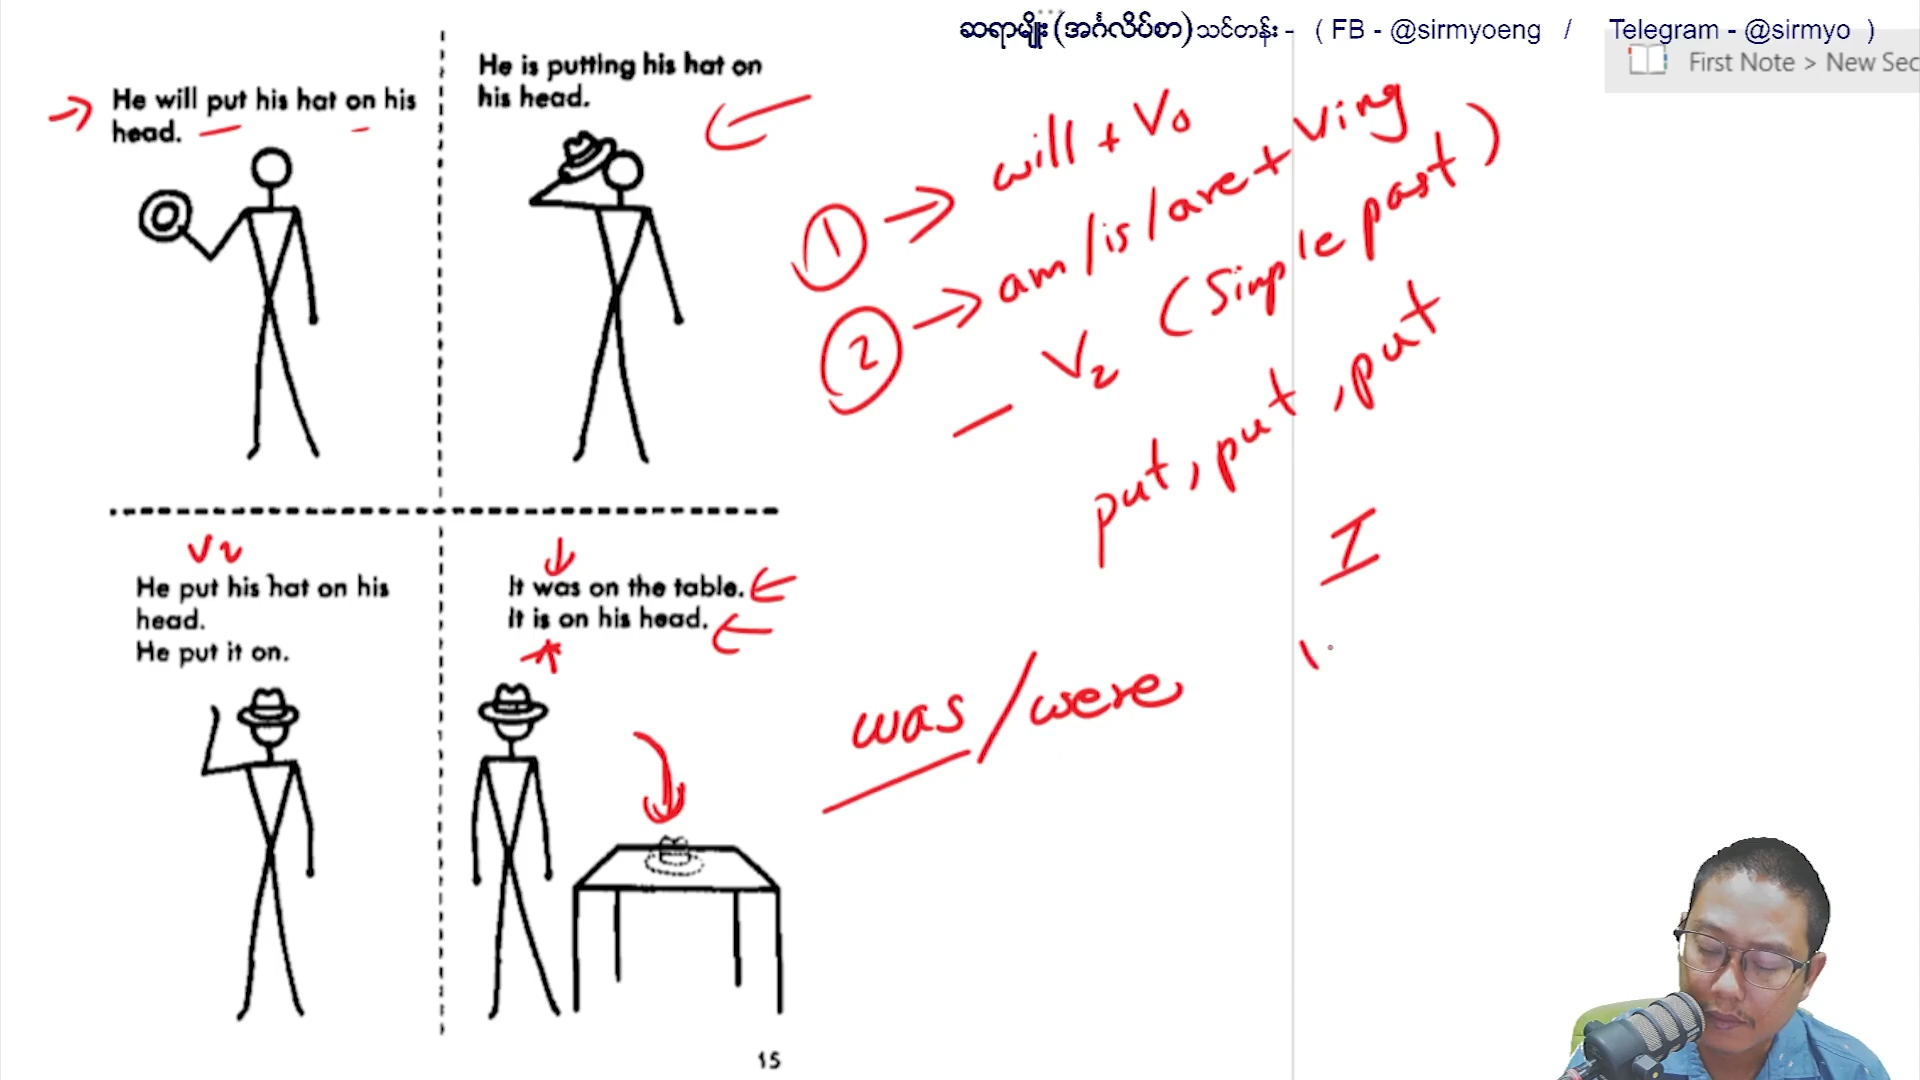 ဆရာမျိုး (အင်္ဂလိပ်စာ) သင်တန်း - ( FB - @sirmyoeng / Telegram - @sirmyo )
First Note > New Sec
He will put his hat on his
head.
He is putting his hat on
his head.
① → will + V₀
② → am / is / are + Ving
— V₂ (Simple past)
put, put, put
I
V2
He put his hat on his
head.
He put it on.
It was on the table.
It is on his head.
was / were
15